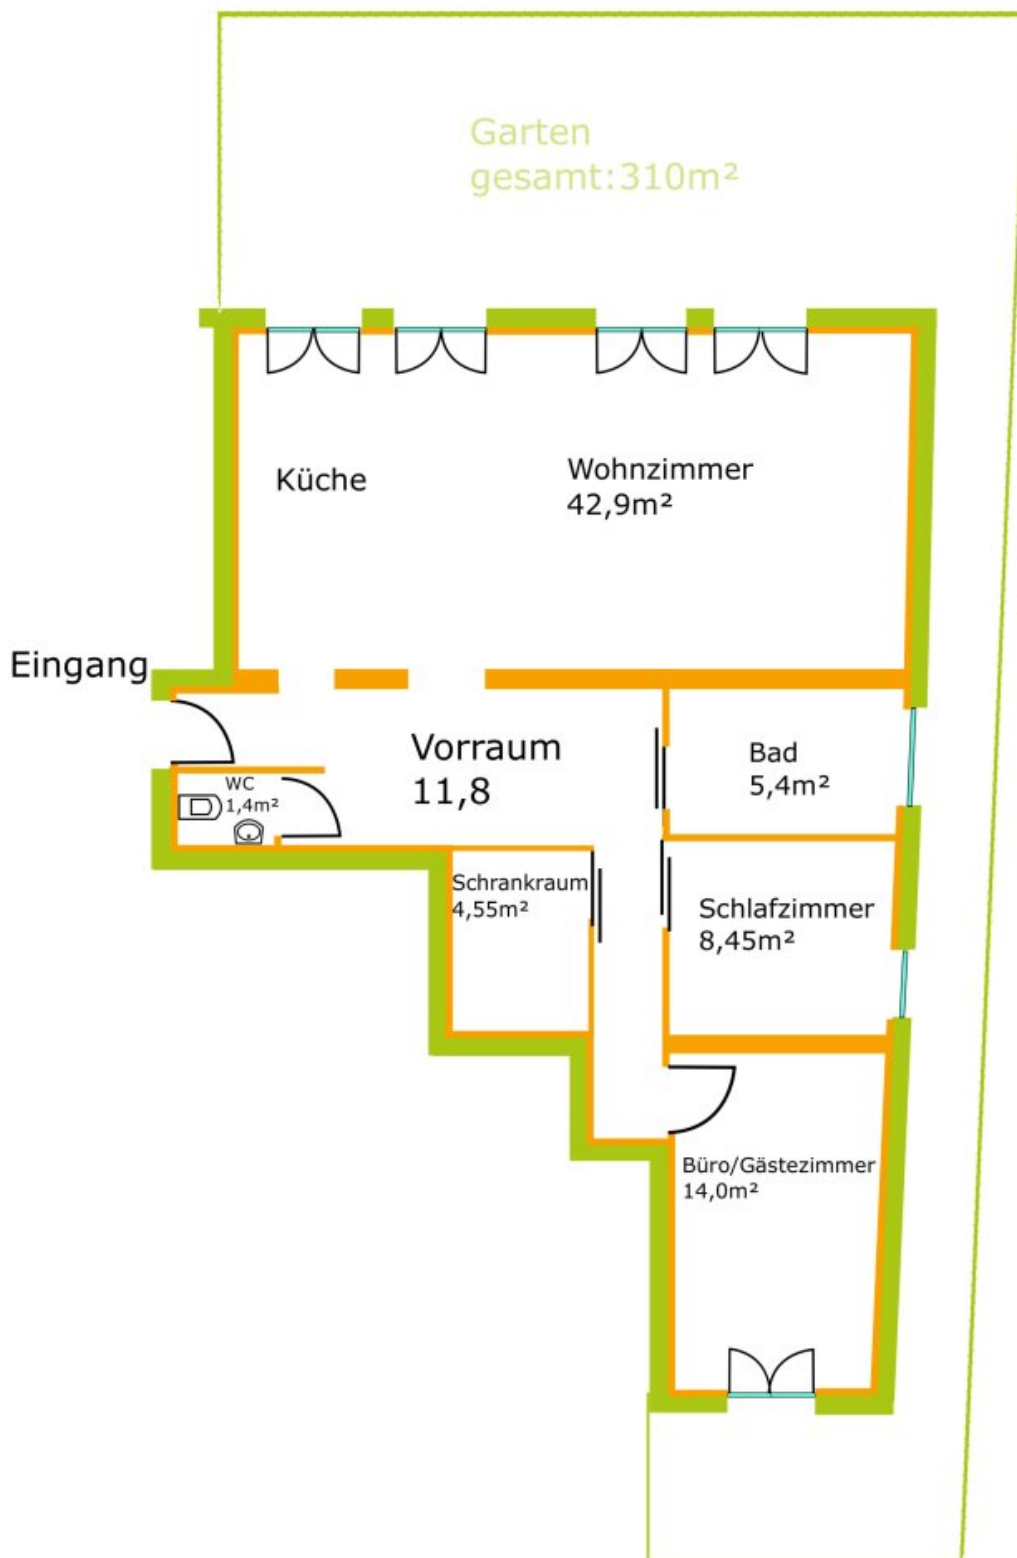 Garten
gesamt:310m²
Küche
Wohnzimmer
42,9m²
Eingang
Vorraum
11,8
Bad
5,4m²
WC
1,4m²
Schrankraum
4,55m²
Schlafzimmer
8,45m²
Büro/Gästezimmer
14,0m²